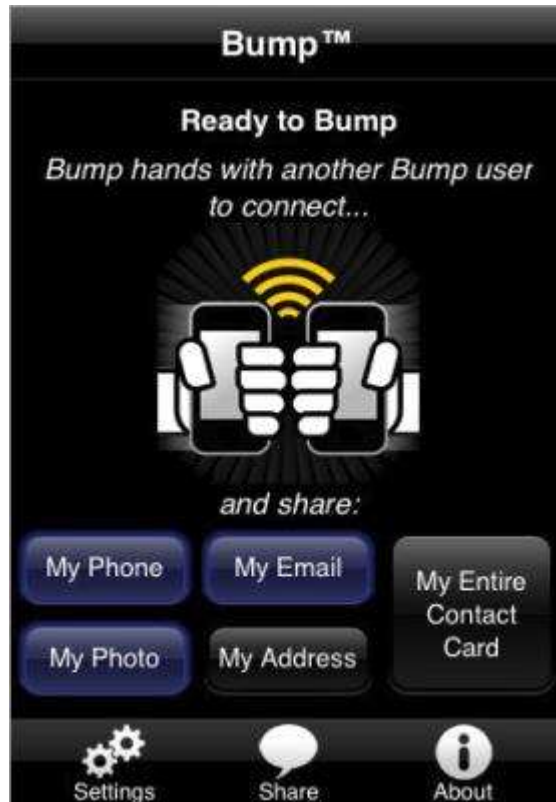 Bump™
Ready to Bump
Bump hands with another Bump user
to connect...
and share:
My Phone
My Email
My Entire
Contact
Card
My Photo
My Address
Settings
Share
About